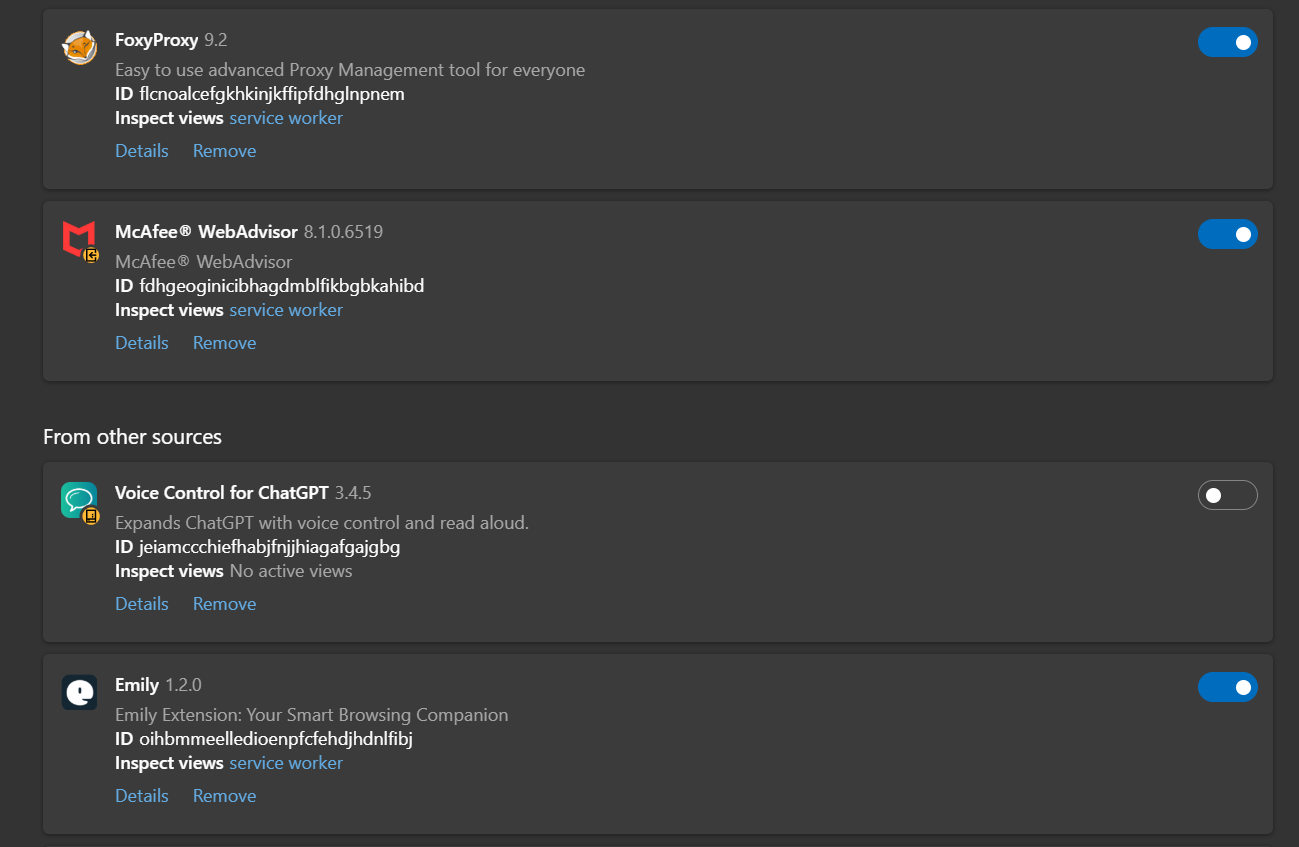 FoxyProxy 9.2
Easy to use advanced Proxy Management tool for everyone
ID flcnoalcefgkhkinjkffipfdhglnpnem
Inspect views service worker
Details Remove
McAfee® WebAdvisor 8.1.0.6519
McAfee® WebAdvisor
ID fdhgeoginicibhagdmblfikbgbkahibd
Inspect views service worker
Details Remove
From other sources
Voice Control for ChatGPT 3.4.5
Expands ChatGPT with voice control and read aloud.
ID jeiamccchiefhabjfnjjhiagafgajgbg
Inspect views No active views
Details Remove
Emily 1.2.0
Emily Extension: Your Smart Browsing Companion
ID oihbmmeelledioenpfcfehdjhdnlfibj
Inspect views service worker
Details Remove